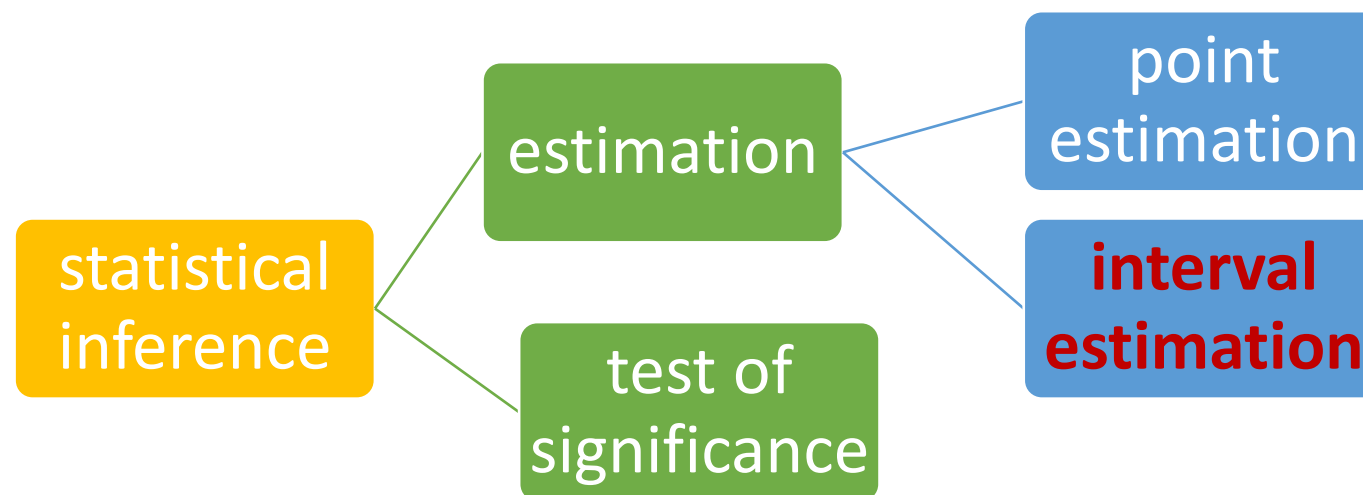 statistical
inference
estimation
test of
significance
point
estimation
interval
estimation